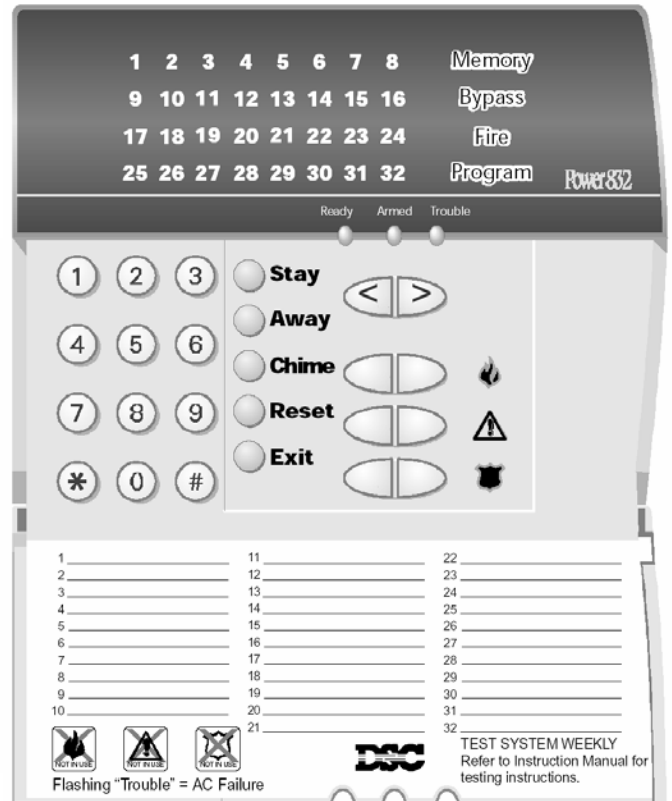 1 2 3 4 5 6 7 8 Memory
9 10 11 12 13 14 15 16 Bypass
17 18 19 20 21 22 23 24 Fire
25 26 27 28 29 30 31 32 Program Power832
Ready Armed Trouble
1 2 3 Stay < >
Away
4 5 6 Chime
7 8 9 Reset
* 0 # Exit
1 11 22
2 12 23
3 13 24
4 14 25
5 15 26
6 16 27
7 17 28
8 18 29
9 19 30
10 20 31
21 32
NOT IN USE NOT IN USE NOT IN USE
DSC
TEST SYSTEM WEEKLY
Refer to Instruction Manual for
testing instructions.
Flashing "Trouble" = AC Failure